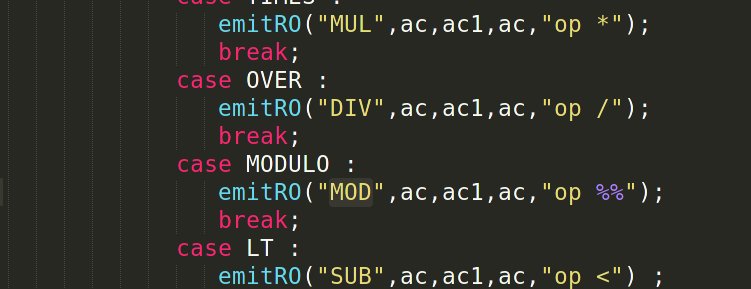 case TIMES :
emitRO("MUL",ac,ac1,ac,"op *");
break;
case OVER :
emitRO("DIV",ac,ac1,ac,"op /");
break;
case MODULO :
emitRO("MOD",ac,ac1,ac,"op %%");
break;
case LT :
emitRO("SUB",ac,ac1,ac,"op <") ;